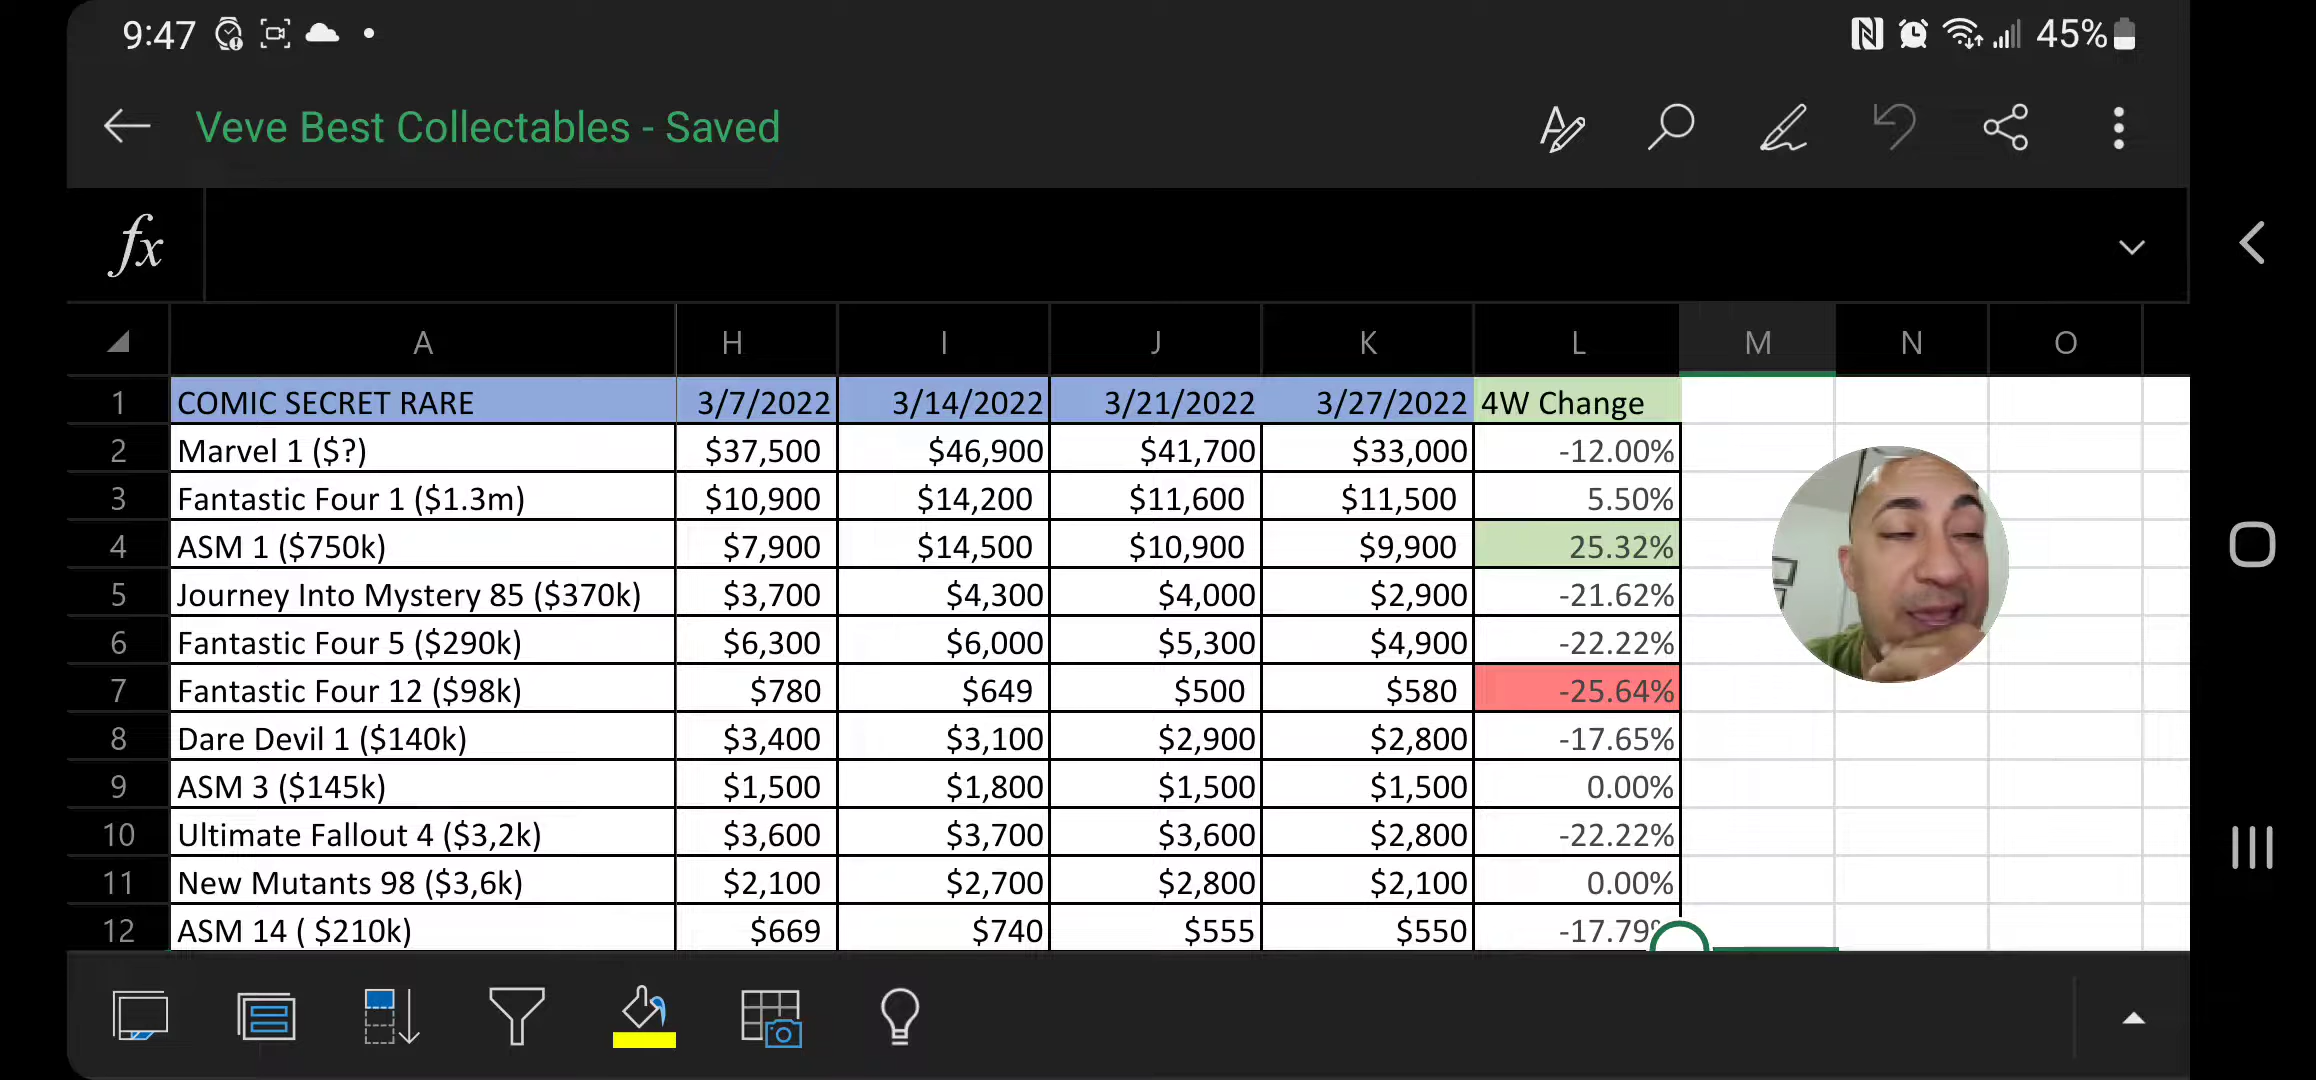 9:47 45%
Veve Best Collectables - Saved
fx
A H I J K L M N O
1 COMIC SECRET RARE 3/7/2022 3/14/2022 3/21/2022 3/27/2022 4W Change
2 Marvel 1 ($?) $37,500 $46,900 $41,700 $33,000 -12.00%
3 Fantastic Four 1 ($1.3m) $10,900 $14,200 $11,600 $11,500 5.50%
4 ASM 1 ($750k) $7,900 $14,500 $10,900 $9,900 25.32%
5 Journey Into Mystery 85 ($370k) $3,700 $4,300 $4,000 $2,900 -21.62%
6 Fantastic Four 5 ($290k) $6,300 $6,000 $5,300 $4,900 -22.22%
7 Fantastic Four 12 ($98k) $780 $649 $500 $580 -25.64%
8 Dare Devil 1 ($140k) $3,400 $3,100 $2,900 $2,800 -17.65%
9 ASM 3 ($145k) $1,500 $1,800 $1,500 $1,500 0.00%
10 Ultimate Fallout 4 ($3,2k) $3,600 $3,700 $3,600 $2,800 -22.22%
11 New Mutants 98 ($3,6k) $2,100 $2,700 $2,800 $2,100 0.00%
12 ASM 14 ( $210k) $669 $740 $555 $550 -17.79%